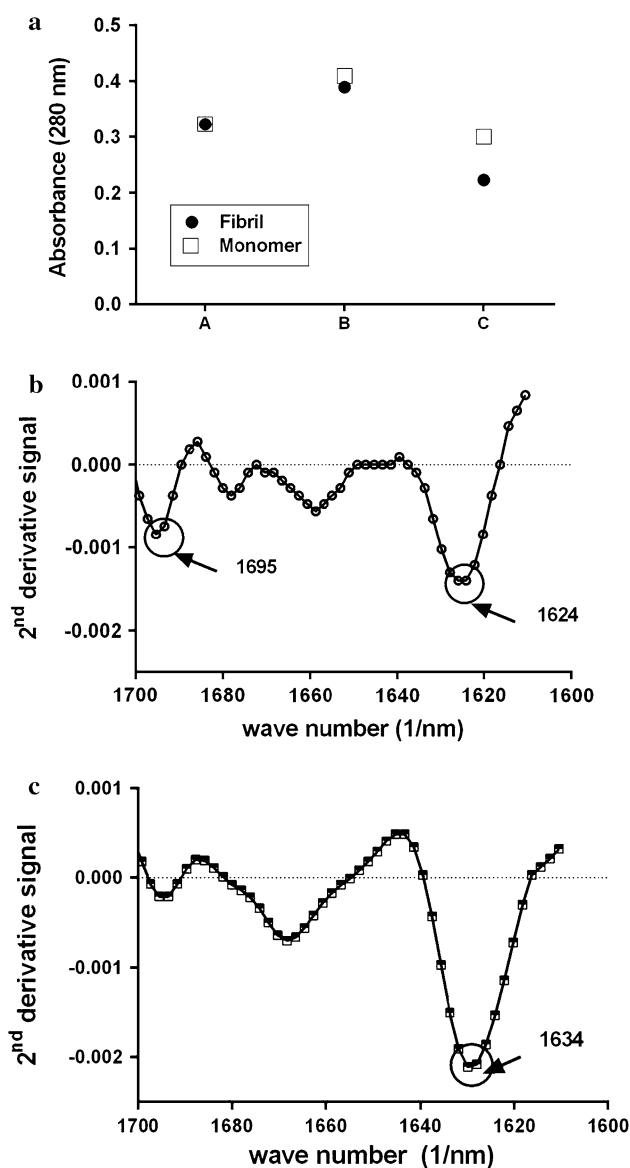 a
Absorbance (280 nm)
0.5
0.4
0.3
0.2
0.1
0.0
Fibril
Monomer
A B C
b
2nd derivative signal
0.001
0.000
-0.001
-0.002
1695
1624
1700 1680 1660 1640 1620 1600
wave number (1/nm)
c
2nd derivative signal
0.001
0.000
-0.001
-0.002
1634
1700 1680 1660 1640 1620 1600
wave number (1/nm)